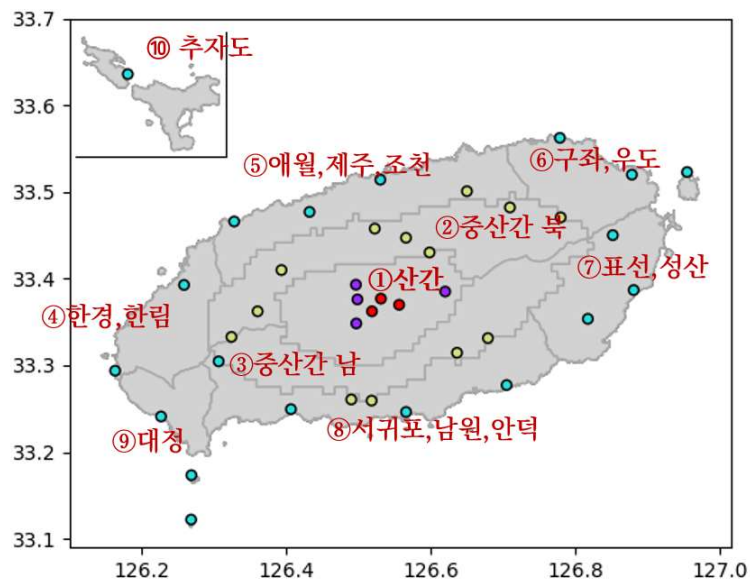 33.7
⑩ 추자도
33.6
⑤애월,제주,조천
⑥구좌,우도
33.5
②중산간 북
⑦표선,성산
33.4
①산간
④한경,한림
33.3
③중산간 남
⑧서귀포,남원,안덕
⑨대정
33.2
33.1
126.2 126.4 126.6 126.8 127.0